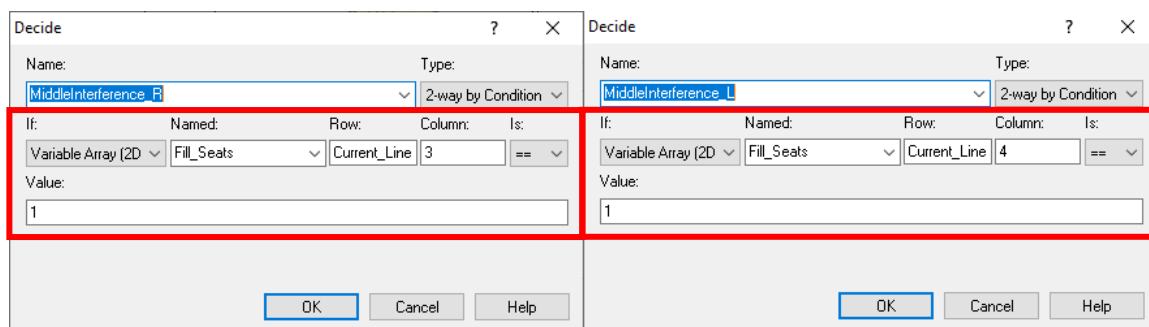 Decide ?
Name: Type:
MiddleInterference_R 2-way by Condition
If: Named: Row: Column: Is:
Variable Array (2D Fill_Seats Current_Line 3 ==
Value:
1
OK Cancel Help
Decide ?
Name: Type:
MiddleInterference_L 2-way by Condition
If: Named: Row: Column: Is:
Variable Array (2D Fill_Seats Current_Line 4 ==
Value:
1
OK Cancel Help